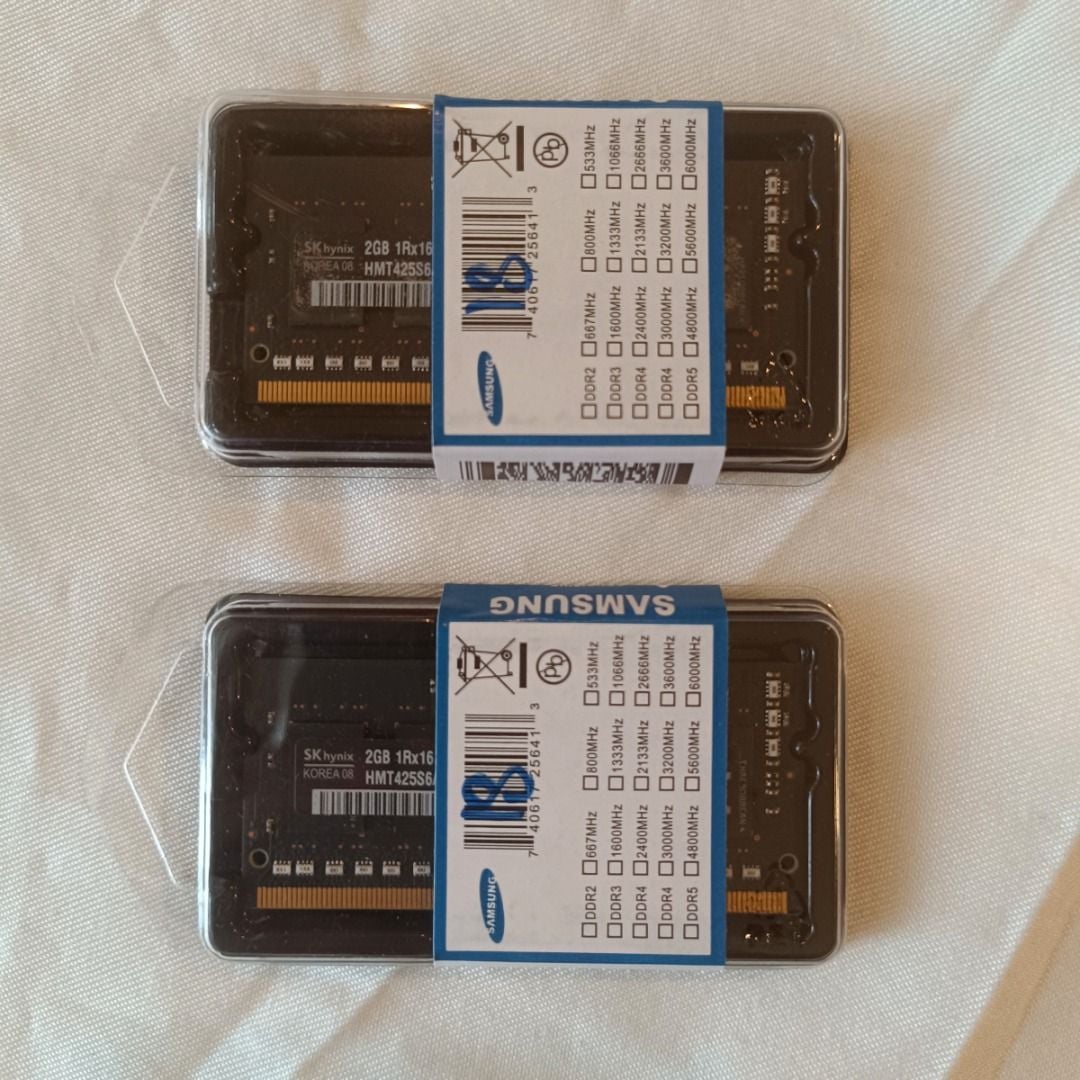 SK hynix
KOREA 08
2GB 1Rx16
HMT425S6
Pb
7 40617 25641 3
18
SAMSUNG
DDR2 667MHz 800MHz 533MHz
DDR3 1600MHz 1333MHz 1066MHz
DDR4 2400MHz 2133MHz 2666MHz
DDR4 3000MHz 3200MHz 3600MHz
DDR5 4800MHz 5600MHz 6000MHz
SAMSUNG
SK hynix
KOREA 08
2GB 1Rx16
HMT425S6
Pb
7 40617 25641 3
18
SAMSUNG
DDR2 667MHz 800MHz 533MHz
DDR3 1600MHz 1333MHz 1066MHz
DDR4 2400MHz 2133MHz 2666MHz
DDR4 3000MHz 3200MHz 3600MHz
DDR5 4800MHz 5600MHz 6000MHz